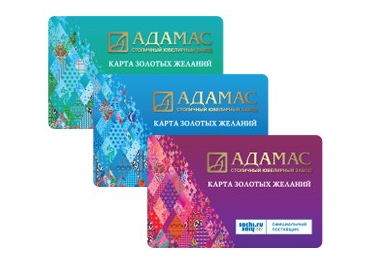 АДАМАС
СТОЛИЧНЫЙ ЮВЕЛИРНЫЙ ЗАВОД
КАРТА ЗОЛОТЫХ ЖЕЛАНИЙ
АДАМАС
СТОЛИЧНЫЙ ЮВЕЛИРНЫЙ ЗАВОД
КАРТА ЗОЛОТЫХ ЖЕЛАНИЙ
АДАМАС
СТОЛИЧНЫЙ ЮВЕЛИРНЫЙ ЗАВОД
КАРТА ЗОЛОТЫХ ЖЕЛАНИЙ
sochi.ru
2014
ОФИЦИАЛЬНЫЙ
ПОСТАВЩИК